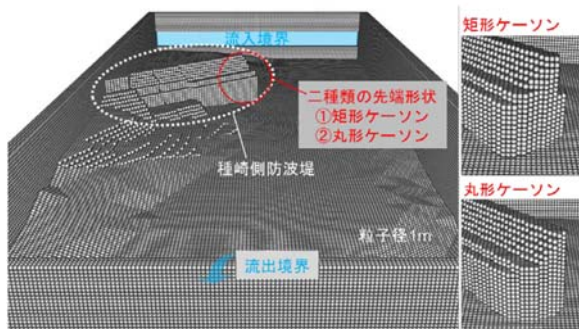 流入境界
二種類の先端形状
①矩形ケーソン
②丸形ケーソン
種崎側防波堤
粒子径1m
流出境界
矩形ケーソン
丸形ケーソン